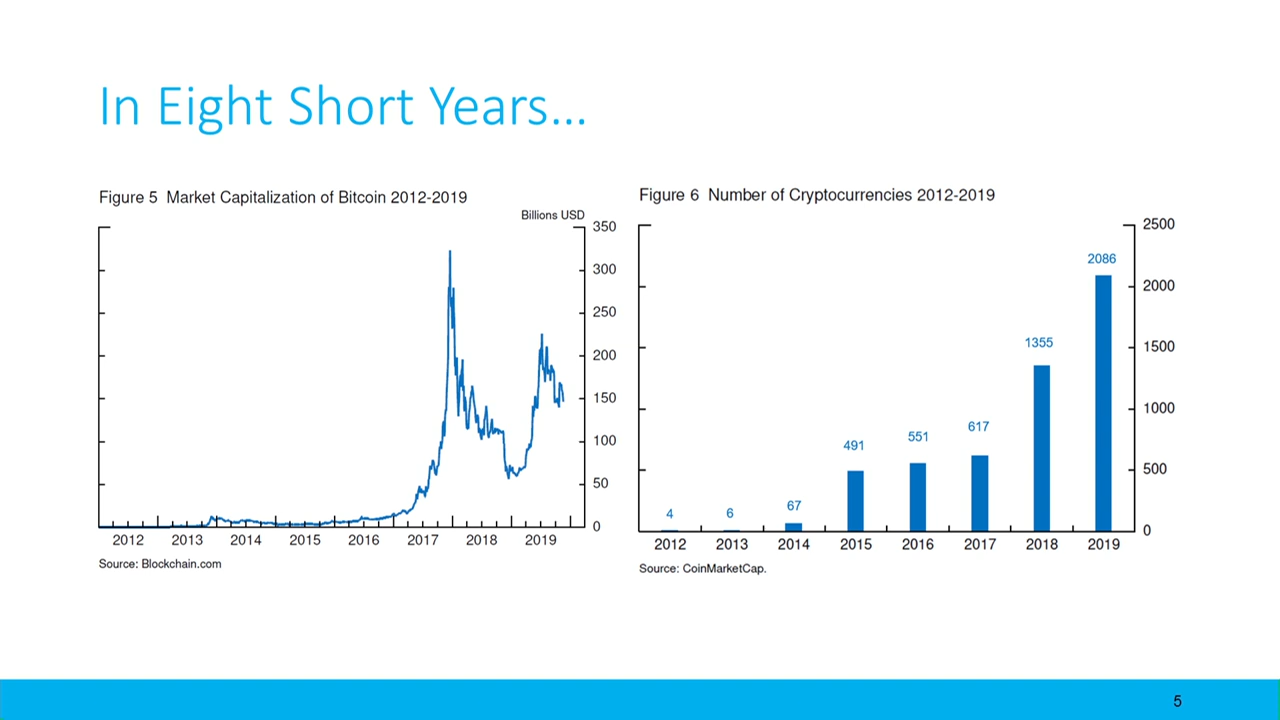 In Eight Short Years...
Figure 5 Market Capitalization of Bitcoin 2012-2019
Billions USD
350
300
250
200
150
100
50
0
2012 2013 2014 2015 2016 2017 2018 2019
Source: Blockchain.com
Figure 6 Number of Cryptocurrencies 2012-2019
2500
2000
1500
1000
500
0
4 6 67 491 551 617 1355 2086
2012 2013 2014 2015 2016 2017 2018 2019
Source: CoinMarketCap.
5